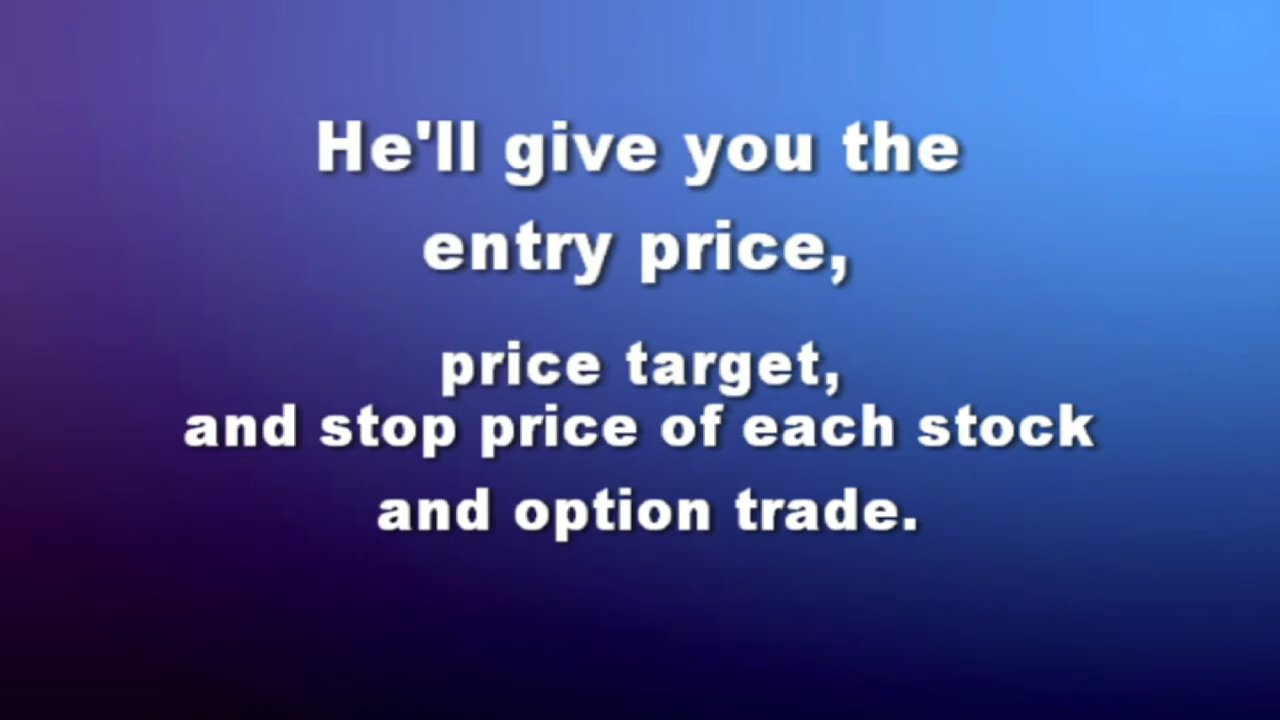 He'll give you the
entry price,
price target,
and stop price of each stock
and option trade.